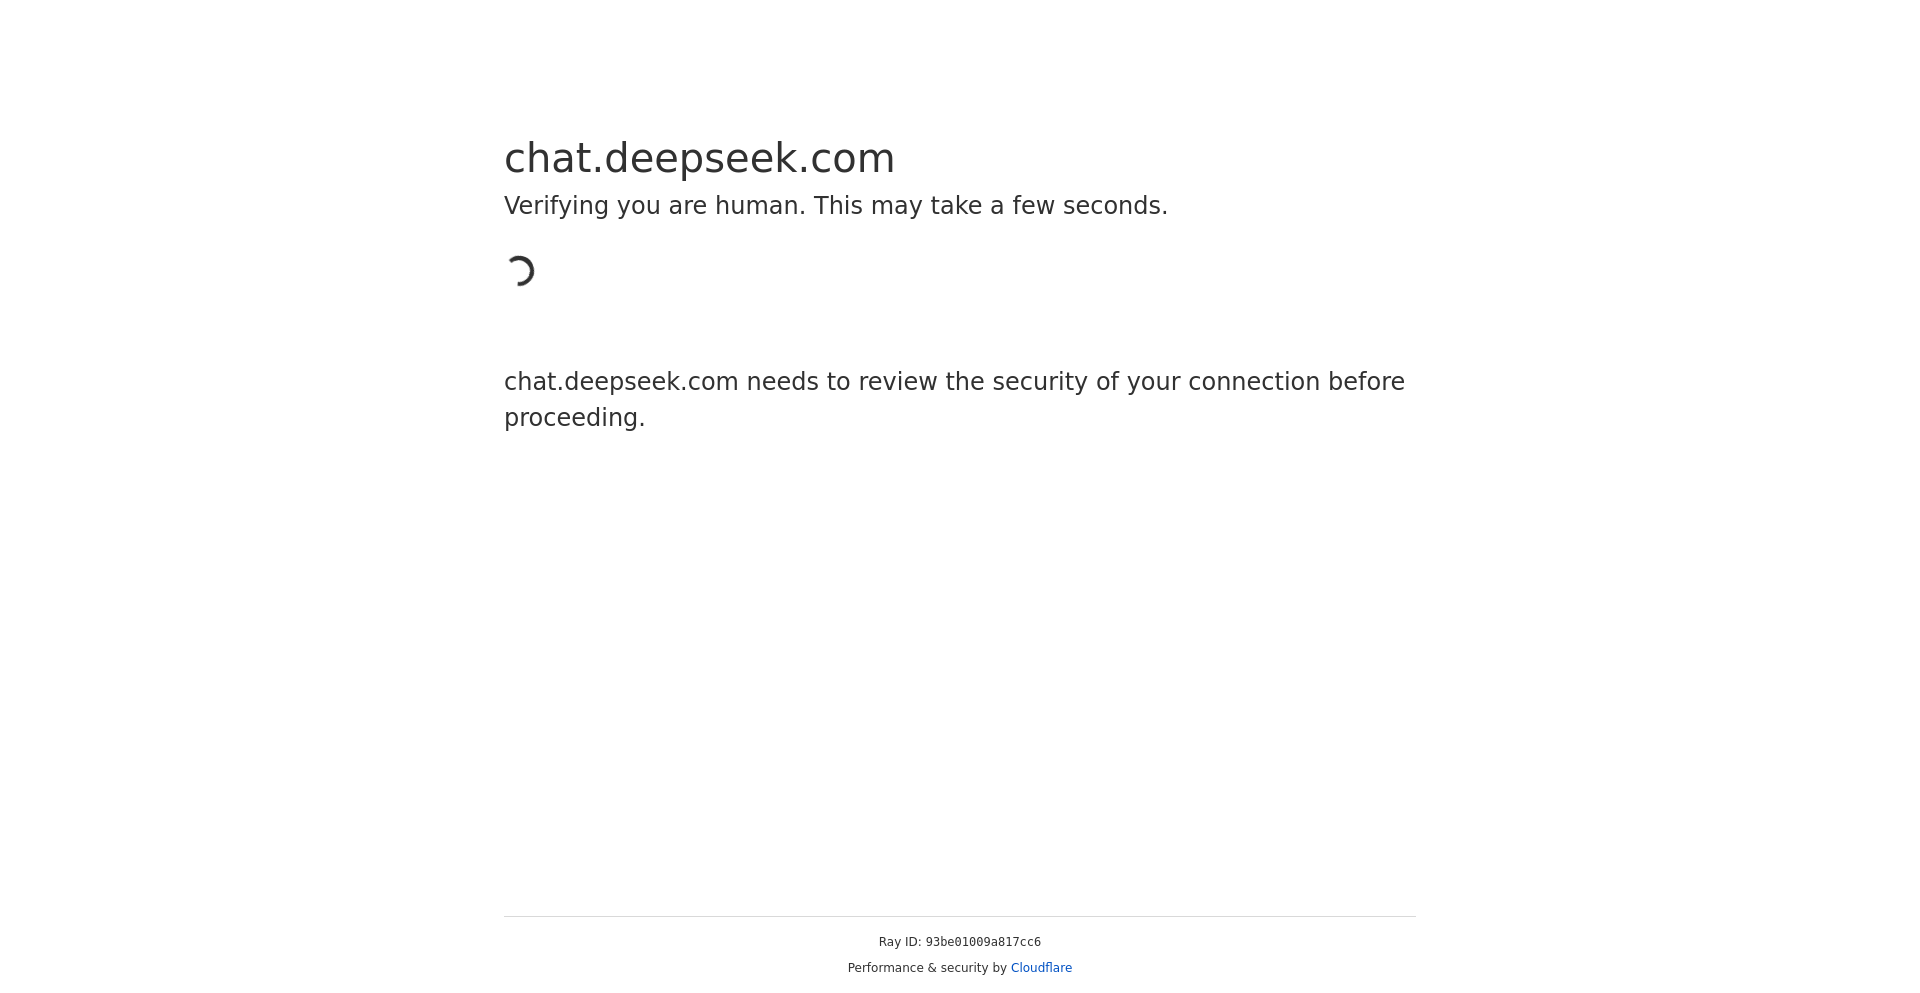 chat.deepseek.com
Verifying you are human. This may take a few seconds.
chat.deepseek.com needs to review the security of your connection before
proceeding.
Ray ID: 93be01009a817cc6
Performance & security by Cloudflare